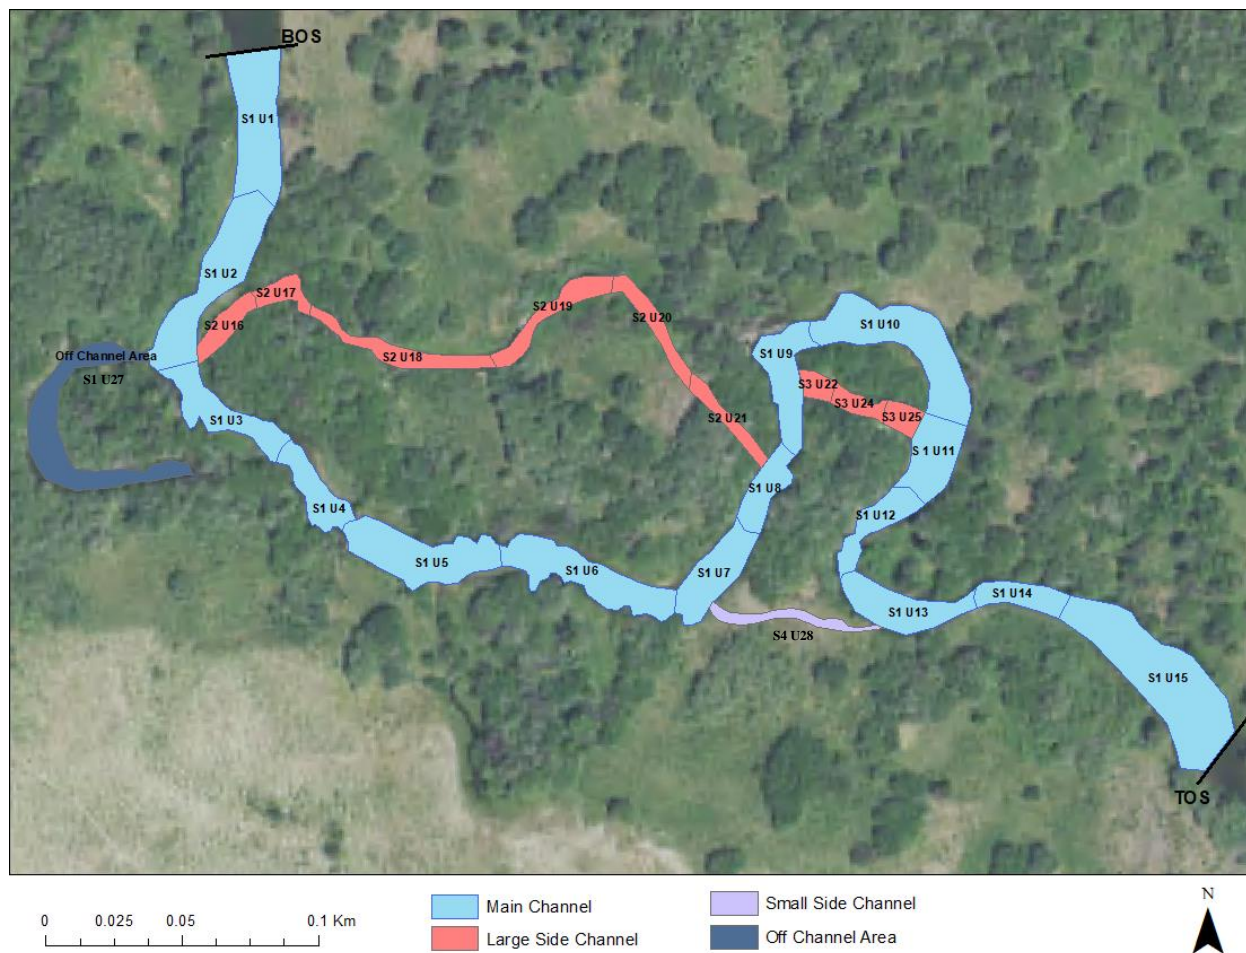 BOS
S1 U1
S1 U2
S2 U17
S2 U16
S2 U19
S2 U20
S1 U10
Off Channel Area
S1 U27
S2 U18
S1 U9
S3 U22
S3 U24
S3 U25
S2 U21
S1 U3
S 1 U11
S1 U8
S1 U4
S1 U12
S1 U5
S1 U6
S1 U7
S1 U14
S1 U13
S4 U28
S1 U15
TOS
0 0.025 0.05 0.1 Km
Main Channel
Large Side Channel
Small Side Channel
Off Channel Area
N